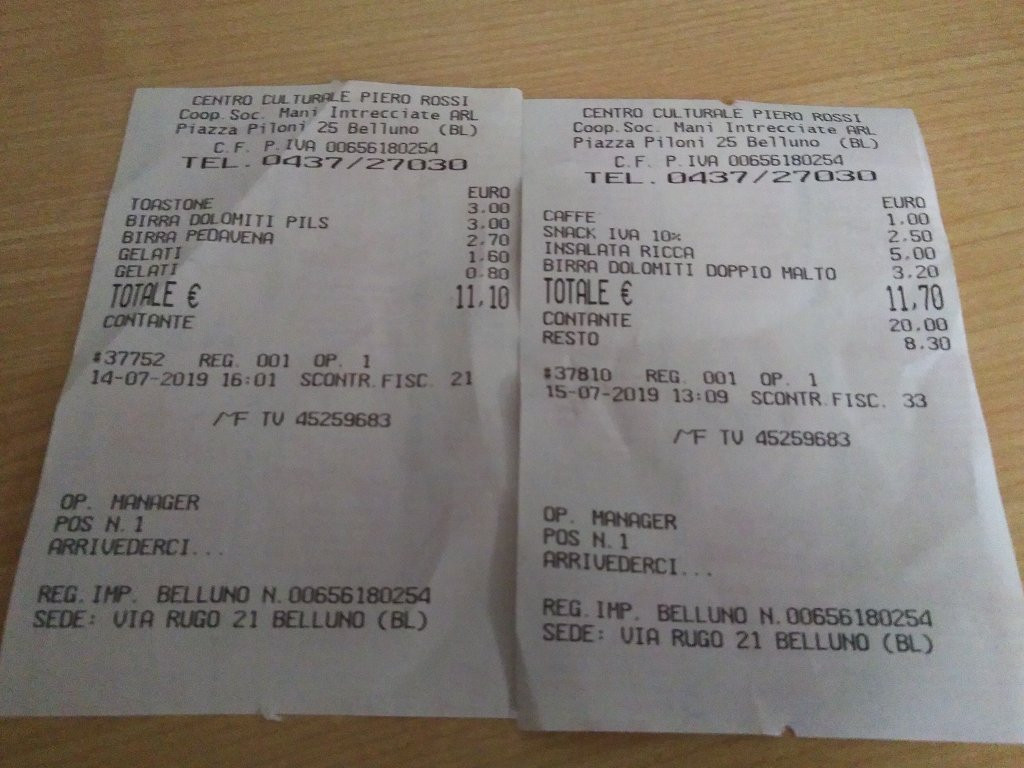 CENTRO CULTURALE PIERO ROSSI
Coop.Soc. Mani Intrecciate ARL
Piazza Piloni 25 Belluno (BL)
C.F. P.IVA 00656180254
TEL. 0437/27030
EURO
TOASTONE 3.00
BIRRA DOLOMITI PILS 3.00
BIRRA PEDAVENA 2.70
GELATI 1.60
GELATI 0.80
TOTALE € 11,10
CONTANTE
#37752 REG. 001 OP. 1
14-07-2019 16:01 SCONTR.FISC. 21
MF TV 45259683
OP. MANAGER
POS N.1
ARRIVEDERCI...
REG.IMP. BELLUNO N.00656180254
SEDE: VIA RUGO 21 BELLUNO (BL)
CENTRO CULTURALE PIERO ROSSI
Coop.Soc. Mani Intrecciate ARL
Piazza Piloni 25 Belluno (BL)
C.F. P.IVA 00656180254
TEL. 0437/27030
EURO
CAFFE 1.00
SNACK IVA 10% 2.50
INSALATA RICCA 5.00
BIRRA DOLOMITI DOPPIO MALTO 3.20
TOTALE € 11,70
CONTANTE 20.00
RESTO 8.30
#37810 REG. 001 OP. 1
15-07-2019 13:09 SCONTR.FISC. 33
MF TV 45259683
OP. MANAGER
POS N.1
ARRIVEDERCI...
REG.IMP. BELLUNO N.00656180254
SEDE: VIA RUGO 21 BELLUNO (BL)